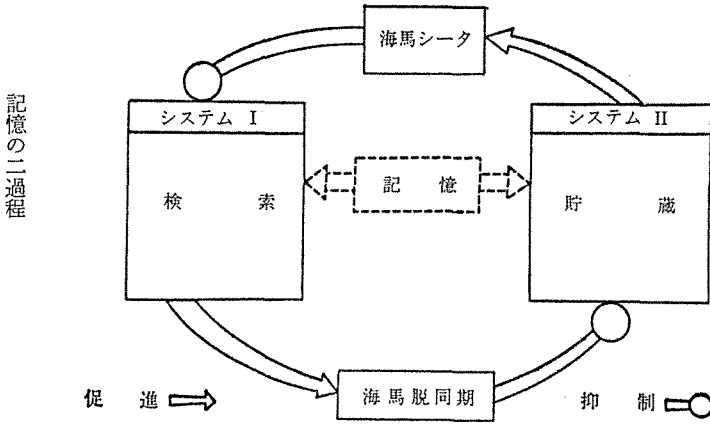 記憶の二過程
海馬シータ
システム I
システム II
検索
記憶
貯蔵
海馬脱同期
促進
抑制